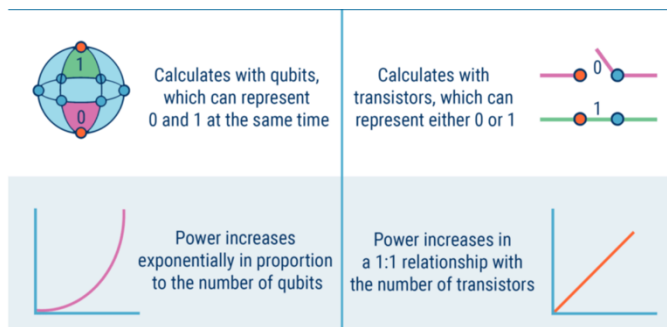 1
0
Calculates with qubits,
which can represent
0 and 1 at the same time
Calculates with
transistors, which can
represent either 0 or 1
0
1
Power increases
exponentially in proportion
to the number of qubits
Power increases in
a 1:1 relationship with
the number of transistors